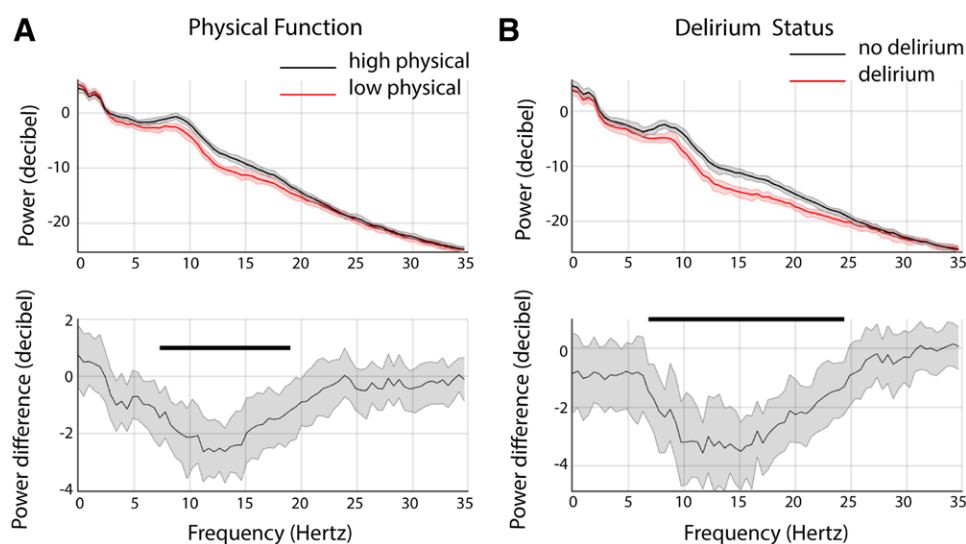 A
Physical Function
high physical
low physical
Power (decibel)
0
-10
-20
0 5 10 15 20 25 30 35
Power difference (decibel)
2
0
-2
-4
0 5 10 15 20 25 30 35
Frequency (Hertz)
B
Delirium Status
no delirium
delirium
Power (decibel)
0
-10
-20
0 5 10 15 20 25 30 35
Power difference (decibel)
0
-2
-4
0 5 10 15 20 25 30 35
Frequency (Hertz)